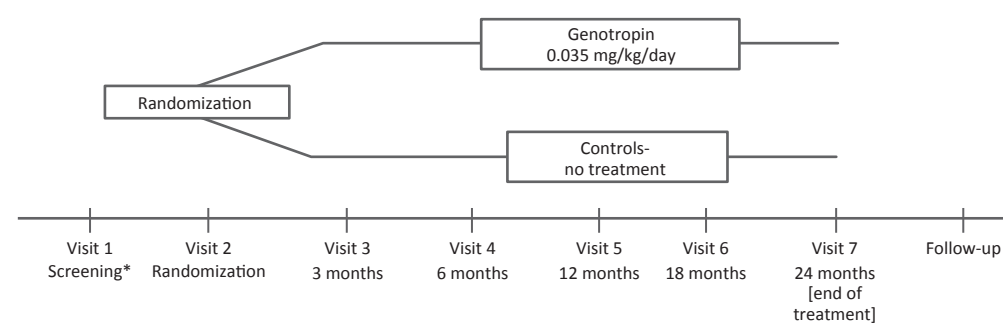 Genotropin
0.035 mg/kg/day
Randomization
Controls-
no treatment
Visit 1
Screening*
Visit 2
Randomization
Visit 3
3 months
Visit 4
6 months
Visit 5
12 months
Visit 6
18 months
Visit 7
24 months
[end of
treatment]
Follow-up